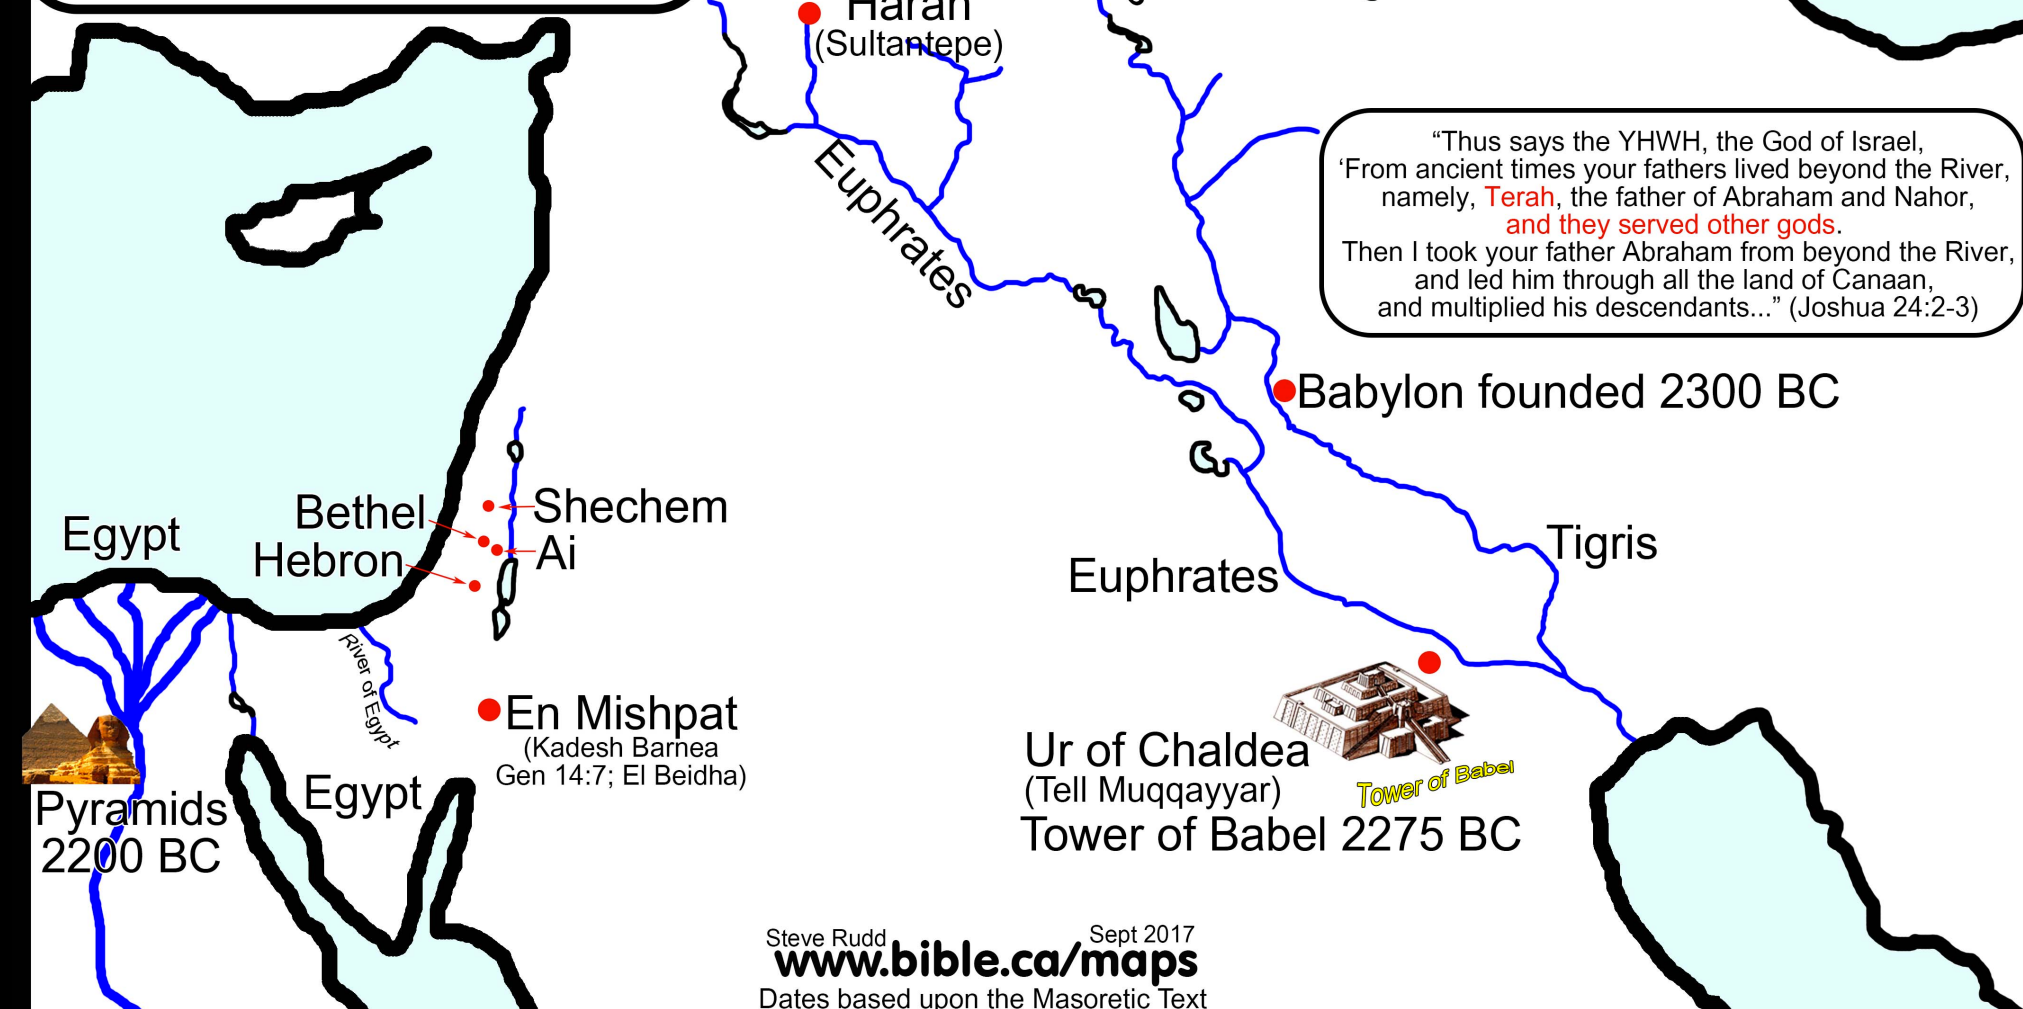 Haran
(Sultantepe)
Euphrates
“Thus says the YHWH, the God of Israel,
‘From ancient times your fathers lived beyond the River,
namely, Terah, the father of Abraham and Nahor,
and they served other gods.
Then I took your father Abraham from beyond the River,
and led him through all the land of Canaan,
and multiplied his descendants...” (Joshua 24:2-3)
Babylon founded 2300 BC
Bethel
Shechem
Egypt
Hebron
Ai
Tigris
Euphrates
River of Egypt
En Mishpat
(Kadesh Barnea
Gen 14:7; El Beidha)
Egypt
Pyramids
2200 BC
Ur of Chaldea
(Tell Muqqayyar)
Tower of Babel
Tower of Babel 2275 BC
Steve Rudd
Sept 2017
www.bible.ca/maps
Dates based upon the Masoretic Text